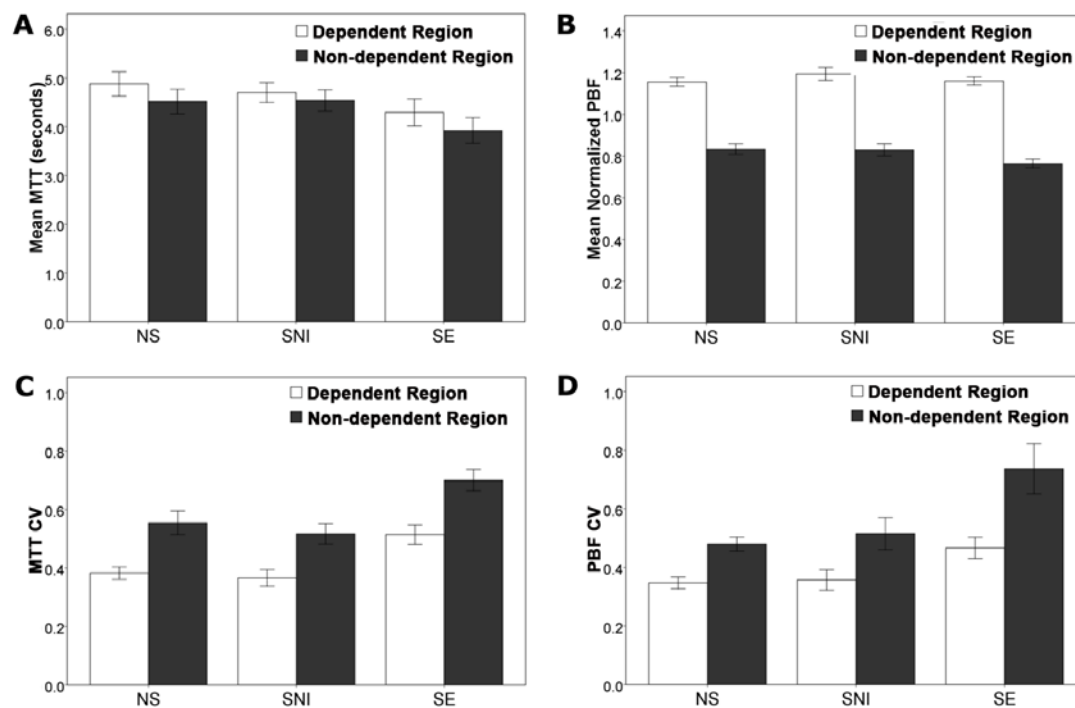 A
Dependent Region
Non-dependent Region
Mean MTT (seconds)
6.0
5.0
4.0
3.0
2.0
1.0
0.0
NS
SNI
SE
B
Dependent Region
Non-dependent Region
Mean Normalized PBF
1.4
1.2
1.0
0.8
0.6
0.4
0.2
0.0
NS
SNI
SE
C
Dependent Region
Non-dependent Region
MTT CV
1.0
0.8
0.6
0.4
0.2
0.0
NS
SNI
SE
D
Dependent Region
Non-dependent Region
PBF CV
1.0
0.8
0.6
0.4
0.2
0.0
NS
SNI
SE